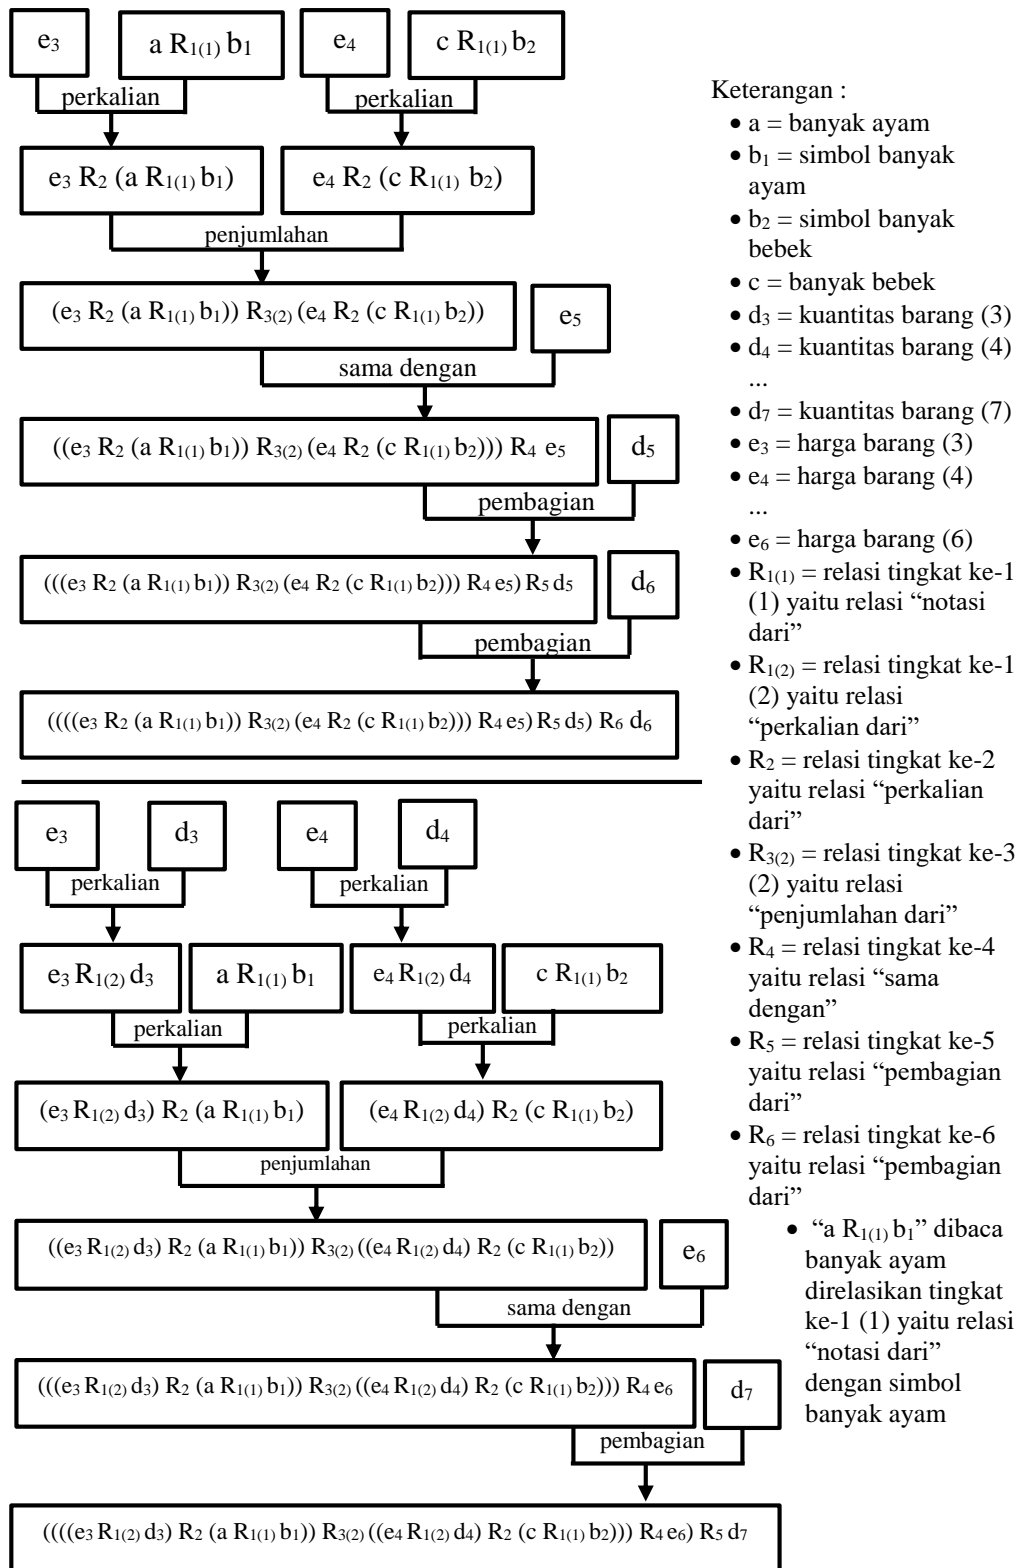 e₃ a R₁₍₁₎ b₁ e₄ c R₁₍₁₎ b₂
perkalian perkalian
e₃ R₂ (a R₁₍₁₎ b₁) e₄ R₂ (c R₁₍₁₎ b₂)
penjumlahan
(e₃ R₂ (a R₁₍₁₎ b₁)) R₃₍₂₎ (e₄ R₂ (c R₁₍₁₎ b₂)) e₅
sama dengan
((e₃ R₂ (a R₁₍₁₎ b₁)) R₃₍₂₎ (e₄ R₂ (c R₁₍₁₎ b₂))) R₄ e₅ d₅
pembagian
(((e₃ R₂ (a R₁₍₁₎ b₁)) R₃₍₂₎ (e₄ R₂ (c R₁₍₁₎ b₂))) R₄ e₅) R₅ d₅ d₆
pembagian
((((e₃ R₂ (a R₁₍₁₎ b₁)) R₃₍₂₎ (e₄ R₂ (c R₁₍₁₎ b₂))) R₄ e₅) R₅ d₅) R₆ d₆
e₃ d₃ e₄ d₄
perkalian perkalian
e₃ R₁₍₂₎ d₃ a R₁₍₁₎ b₁ e₄ R₁₍₂₎ d₄ c R₁₍₁₎ b₂
perkalian perkalian
(e₃ R₁₍₂₎ d₃) R₂ (a R₁₍₁₎ b₁) (e₄ R₁₍₂₎ d₄) R₂ (c R₁₍₁₎ b₂)
penjumlahan
((e₃ R₁₍₂₎ d₃) R₂ (a R₁₍₁₎ b₁)) R₃₍₂₎ ((e₄ R₁₍₂₎ d₄) R₂ (c R₁₍₁₎ b₂)) e₆
sama dengan
(((e₃ R₁₍₂₎ d₃) R₂ (a R₁₍₁₎ b₁)) R₃₍₂₎ ((e₄ R₁₍₂₎ d₄) R₂ (c R₁₍₁₎ b₂))) R₄ e₆ d₇
pembagian
((((e₃ R₁₍₂₎ d₃) R₂ (a R₁₍₁₎ b₁)) R₃₍₂₎ ((e₄ R₁₍₂₎ d₄) R₂ (c R₁₍₁₎ b₂))) R₄ e₆) R₅ d₇
Keterangan :
• a = banyak ayam
• b₁ = simbol banyak
ayam
• b₂ = simbol banyak
bebek
• c = banyak bebek
• d₃ = kuantitas barang (3)
• d₄ = kuantitas barang (4)
...
• d₇ = kuantitas barang (7)
• e₃ = harga barang (3)
• e₄ = harga barang (4)
...
• e₆ = harga barang (6)
• R₁₍₁₎ = relasi tingkat ke-1
(1) yaitu relasi “notasi
dari”
• R₁₍₂₎ = relasi tingkat ke-1
(2) yaitu relasi
“perkalian dari”
• R₂ = relasi tingkat ke-2
yaitu relasi “perkalian
dari”
• R₃₍₂₎ = relasi tingkat ke-3
(2) yaitu relasi
“penjumlahan dari”
• R₄ = relasi tingkat ke-4
yaitu relasi “sama
dengan”
• R₅ = relasi tingkat ke-5
yaitu relasi “pembagian
dari”
• R₆ = relasi tingkat ke-6
yaitu relasi “pembagian
dari”
• “a R₁₍₁₎ b₁” dibaca
banyak ayam
direlasikan tingkat
ke-1 (1) yaitu relasi
“notasi dari”
dengan simbol
banyak ayam